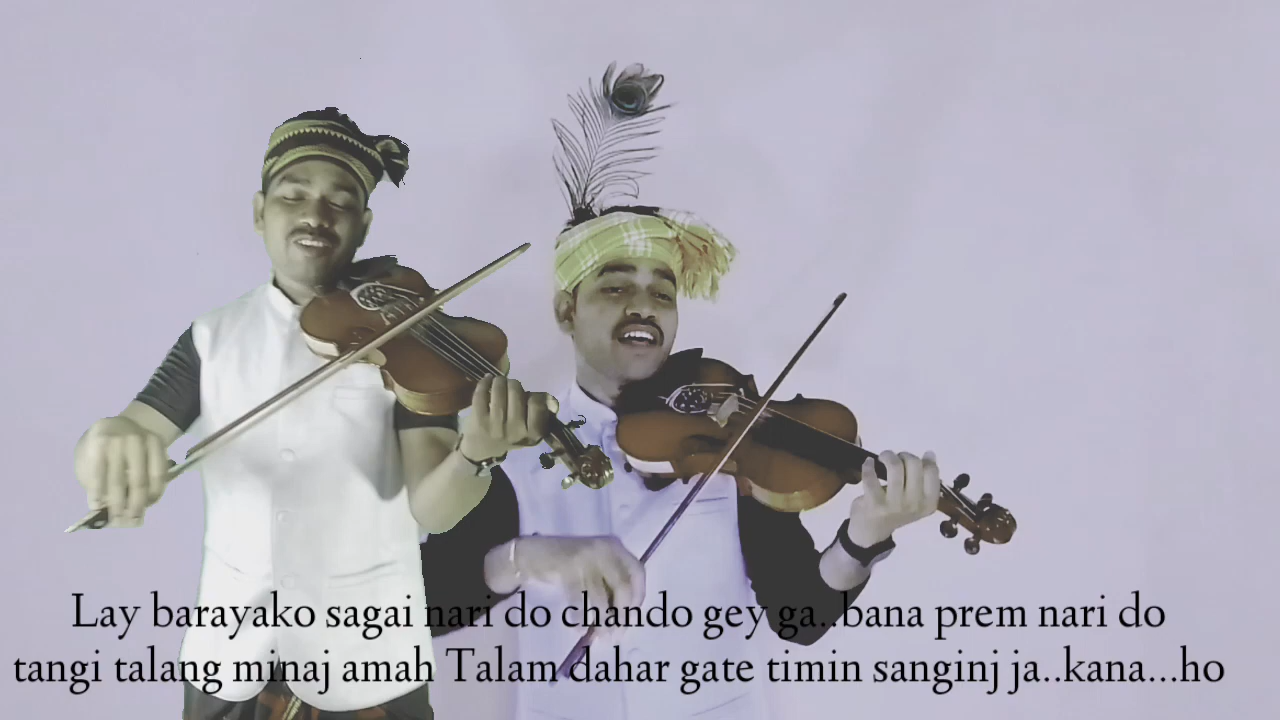 Lay barayako sagai nari do chando gey ga..bana prem nari do
tangi talang minaj amah Talam dahar gate timin sanginj ja..kana...ho